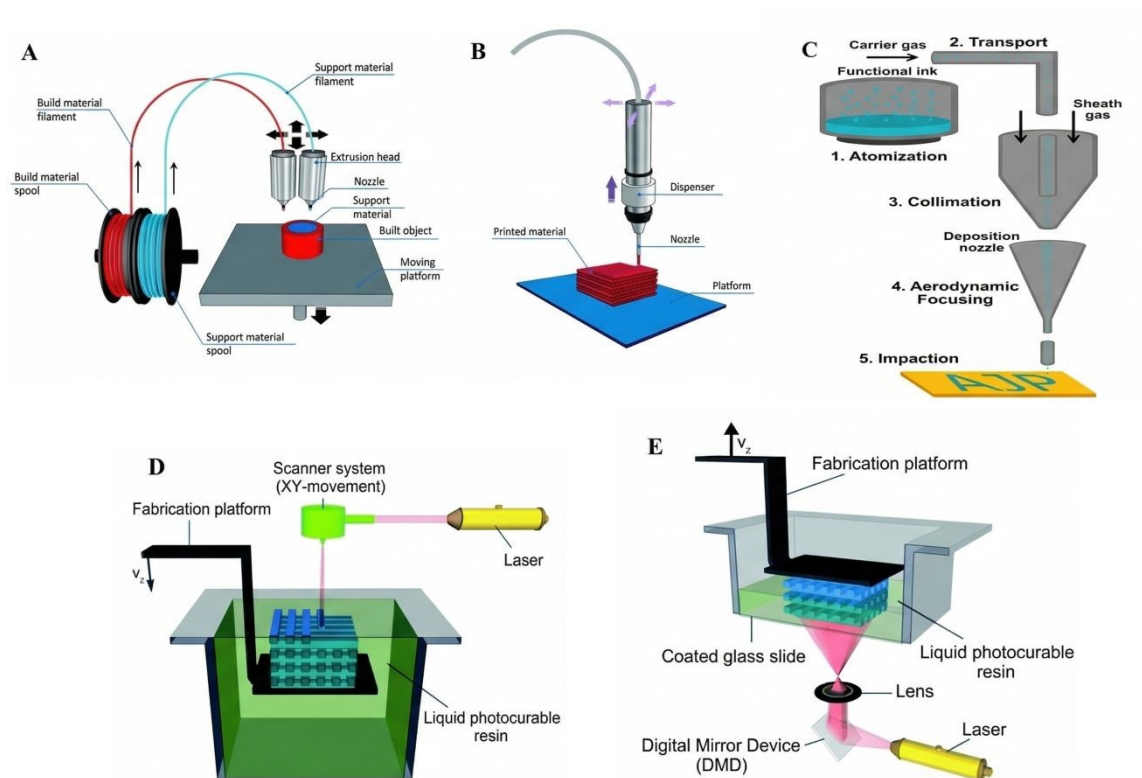 A
Support material
filament
Build material
filament
Extrusion head
Build material
spool
Nozzle
Support
material
Built object
Moving
platform
Support material
spool
B
Dispenser
Printed material
Nozzle
Platform
C
Carrier gas
2. Transport
Functional ink
Sheath
gas
1. Atomization
3. Collimation
Deposition
nozzle
4. Aerodynamic
Focusing
5. Impaction
AJP
D
Scanner system
(XY-movement)
Fabrication platform
Laser
Vz
Liquid photocurable
resin
E
Vz
Fabrication platform
Coated glass slide
Liquid photocurable
resin
Lens
Laser
Digital Mirror Device
(DMD)